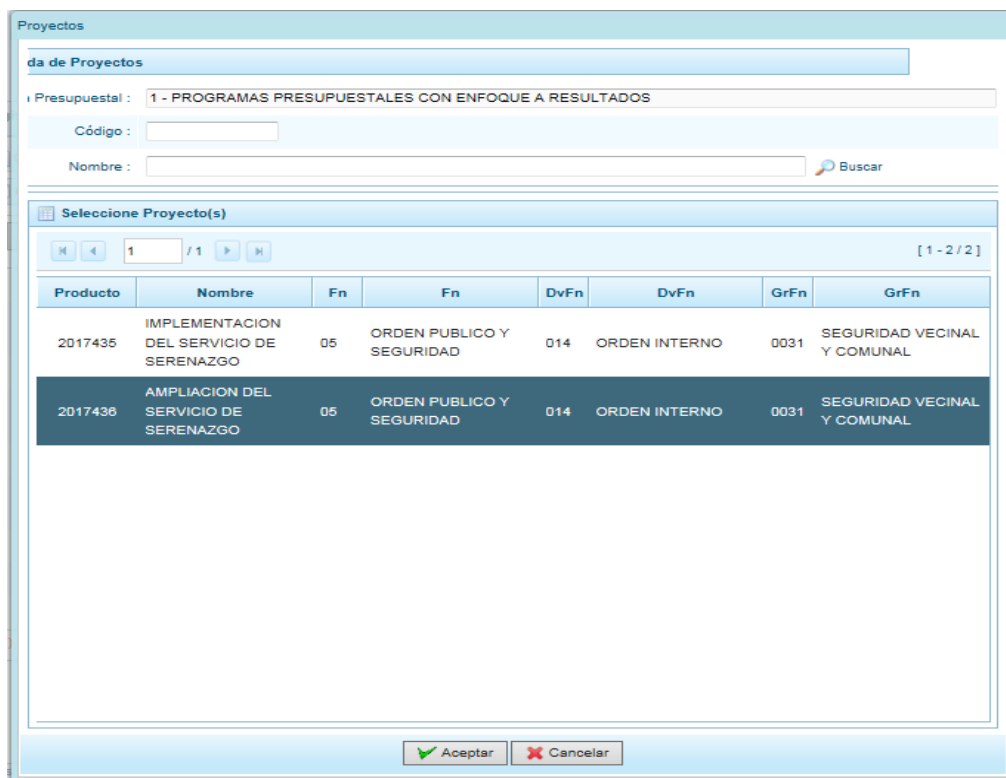 Proyectos
da de Proyectos
Presupuestal : 1 - PROGRAMAS PRESUPUESTALES CON ENFOQUE A RESULTADOS
Código :
Nombre : Buscar
Seleccione Proyecto(s)
1 / 1 [ 1 - 2 / 2 ]
Producto Nombre Fn Fn DvFn DvFn GrFn GrFn
2017435 IMPLEMENTACION DEL SERVICIO DE SERENAZGO 05 ORDEN PUBLICO Y SEGURIDAD 014 ORDEN INTERNO 0031 SEGURIDAD VECINAL Y COMUNAL
2017436 AMPLIACION DEL SERVICIO DE SERENAZGO 05 ORDEN PUBLICO Y SEGURIDAD 014 ORDEN INTERNO 0031 SEGURIDAD VECINAL Y COMUNAL
Aceptar Cancelar